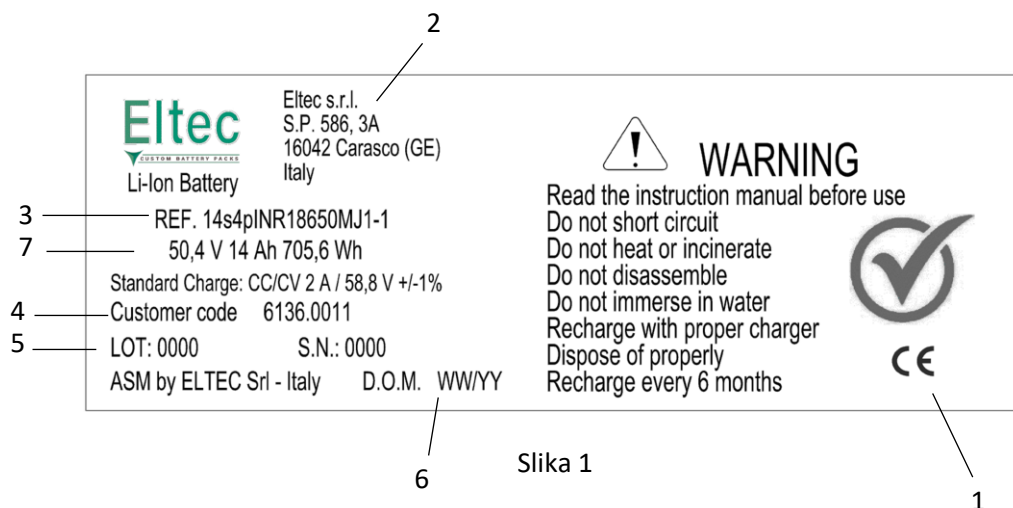 2
Eltec
CUSTOM BATTERY PACKS
Li-Ion Battery
Eltec s.r.l.
S.P. 586, 3A
16042 Carasco (GE)
Italy
3
REF. 14s4pINR18650MJ1-1
7
50,4 V 14 Ah 705,6 Wh
Standard Charge: CC/CV 2 A / 58,8 V +/-1%
4
Customer code 6136.0011
5
LOT: 0000 S.N.: 0000
ASM by ELTEC Srl - Italy D.O.M. WW/YY
6
! WARNING
Read the instruction manual before use
Do not short circuit
Do not heat or incinerate
Do not disassemble
Do not immerse in water
Recharge with proper charger
Dispose of properly
Recharge every 6 months
CE
1
Slika 1